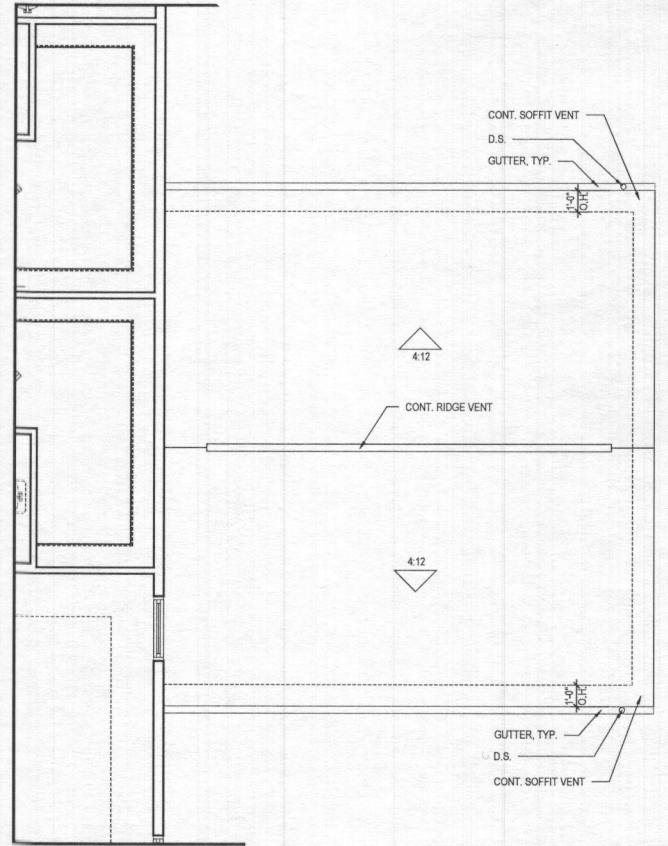 CONT. SOFFIT VENT
D.S.
GUTTER, TYP.
1'-0"
O.H.
4:12
CONT. RIDGE VENT
4:12
1'-0"
O.H.
GUTTER, TYP.
D.S.
CONT. SOFFIT VENT